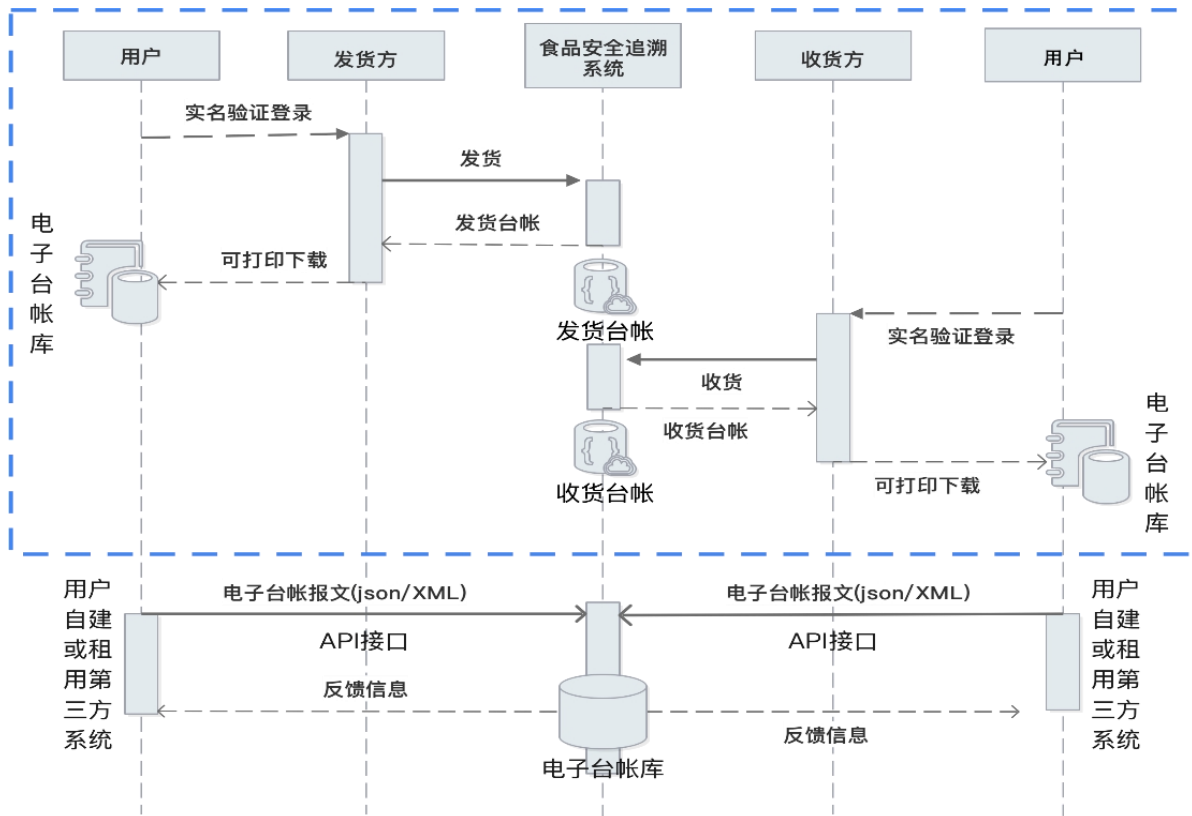 用户
发货方
食品安全追溯
系统
收货方
用户
实名验证登录
发货
发货台帐
可打印下载
电
子
台
帐
库
发货台帐
实名验证登录
收货
收货台帐
收货台帐
可打印下载
电
子
台
帐
库
用户
自建
或租
用第
三方
系统
电子台帐报文(json/XML)
API接口
反馈信息
电子台帐报文(json/XML)
API接口
反馈信息
电子台帐库
用户
自建
或租
用第
三方
系统